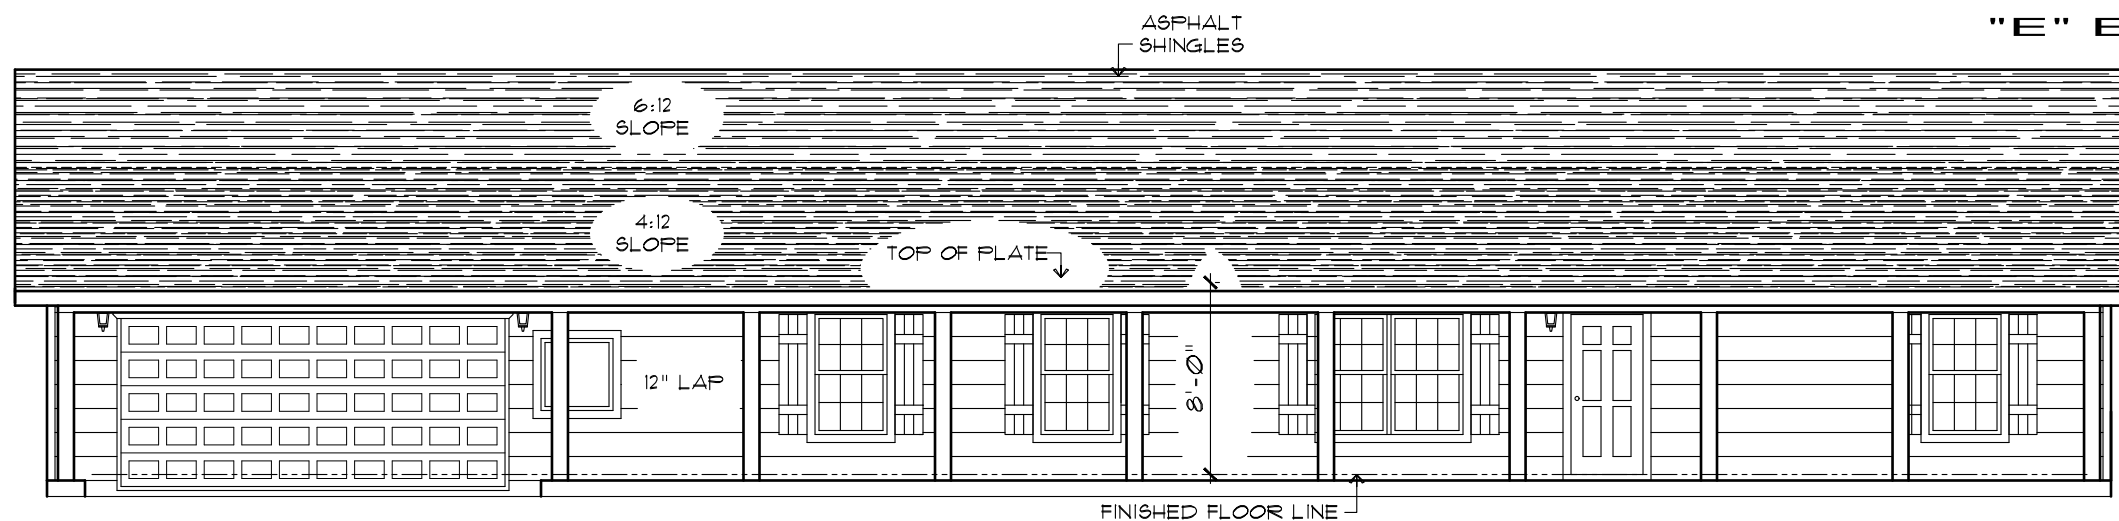 ASPHALT
SHINGLES
"E" E
6:12
SLOPE
4:12
SLOPE
TOP OF PLATE
12" LAP
8'-0"
FINISHED FLOOR LINE